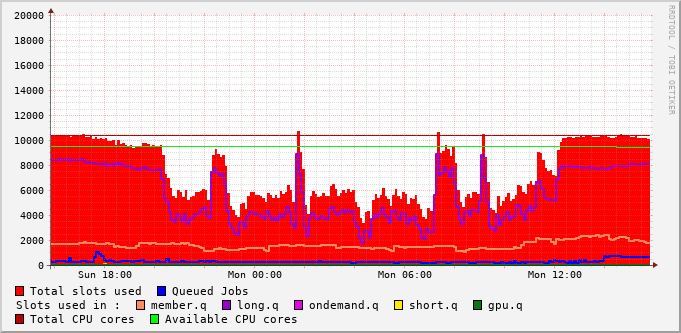 20000
18000
16000
14000
12000
10000
8000
6000
4000
2000
0
Sun 18:00 Mon 00:00 Mon 06:00 Mon 12:00
RRDTOOL / TOBI OETIKER
Total slots used Queued Jobs
Slots used in : member.q long.q ondemand.q short.q gpu.q
Total CPU cores Available CPU cores